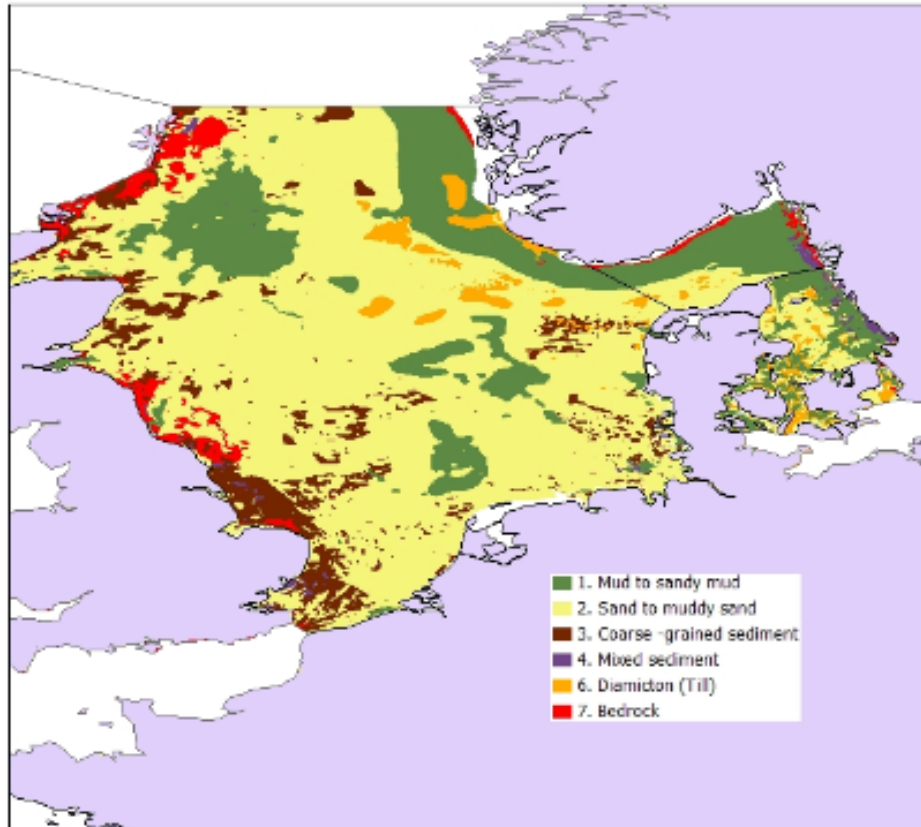 1. Mud to sandy mud
2. Sand to muddy sand
3. Coarse -grained sediment
4. Mixed sediment
6. Diamicton (Till)
7. Bedrock